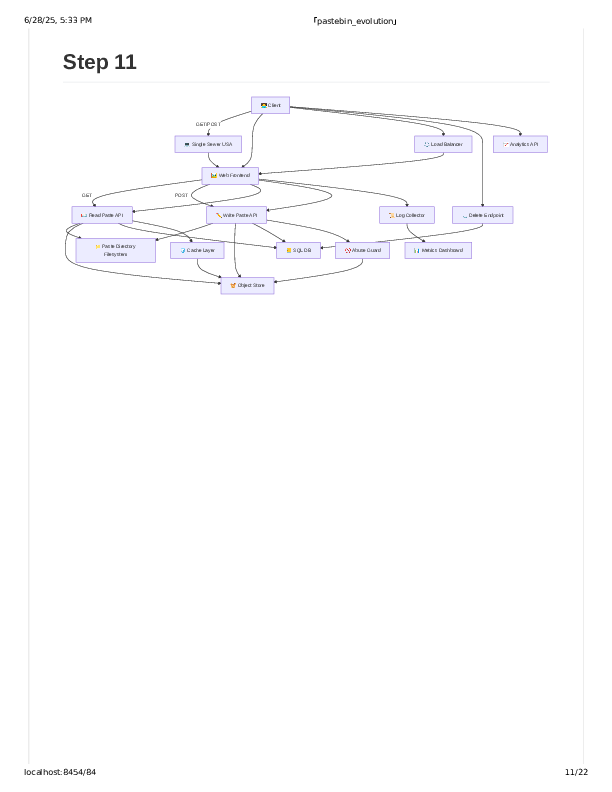 6/28/25, 5:33 PM
「pastebin_evolution」
Step 11
Client
GET/POST
Single Server USA
Load Balancer
Analytics API
Web Frontend
GET
POST
Read Paste API
Write Paste API
Log Collector
Delete Endpoint
Paste Directory
Filesystem
Cache Layer
SQL DB
Abuse Guard
Metrics Dashboard
Object Store
localhost:8454/84
11/22